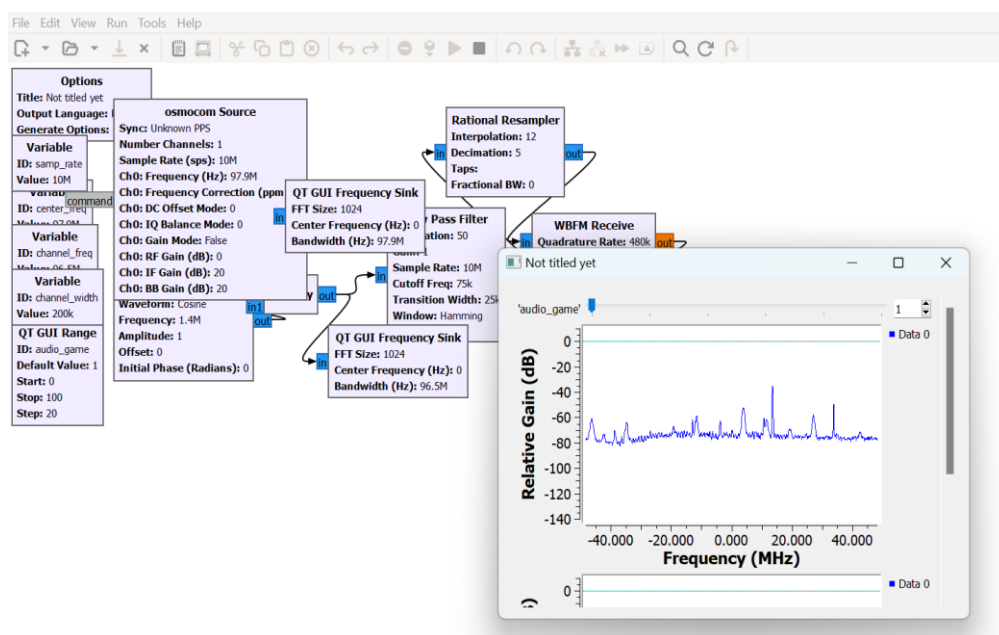 File Edit View Run Tools Help
Options
Title: Not titled yet
Output Language:
Generate Options:
Variable
ID: samp_rate
Value: 10M
Variable
ID: center_freq
command
Variable
ID: channel_freq
Variable
ID: channel_width
Value: 200k
QT GUI Range
ID: audio_game
Default Value: 1
Start: 0
Stop: 100
Step: 20
osmocom Source
Sync: Unknown PPS
Number Channels: 1
Sample Rate (sps): 10M
Ch0: Frequency (Hz): 97.9M
Ch0: Frequency Correction (ppm
Ch0: DC Offset Mode: 0
Ch0: IQ Balance Mode: 0
Ch0: Gain Mode: False
Ch0: RF Gain (dB): 0
Ch0: IF Gain (dB): 20
Ch0: BB Gain (dB): 20
Waveform: Cosine
Frequency: 1.4M
Amplitude: 1
Offset: 0
Initial Phase (Radians): 0
in1
out
out
in
QT GUI Frequency Sink
FFT Size: 1024
Center Frequency (Hz): 0
Bandwidth (Hz): 97.9M
in
QT GUI Frequency Sink
FFT Size: 1024
Center Frequency (Hz): 0
Bandwidth (Hz): 96.5M
in
Pass Filter
50
Sample Rate: 10M
Cutoff Freq: 75k
Transition Width: 25k
Window: Hamming
in
Rational Resampler
Interpolation: 12
Decimation: 5
Taps:
Fractional BW: 0
out
in
WBFM Receive
Quadrature Rate: 480k
out
Not titled yet
'audio_game'
1
Data 0
Relative Gain (dB)
0
-20
-40
-60
-80
-100
-120
-140
-40.000 -20.000 0.000 20.000 40.000
Frequency (MHz)
0
Data 0